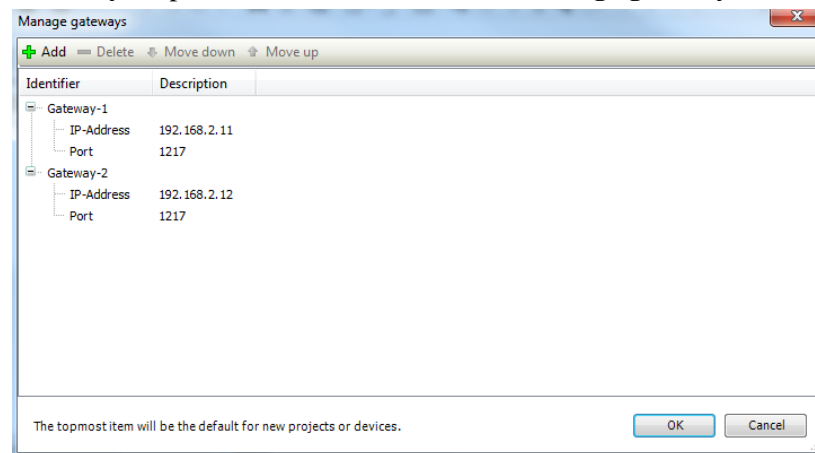 Manage gateways
Add Delete Move down Move up
Identifier Description
Gateway-1
IP-Address 192.168.2.11
Port 1217
Gateway-2
IP-Address 192.168.2.12
Port 1217
The topmost item will be the default for new projects or devices. OK Cancel